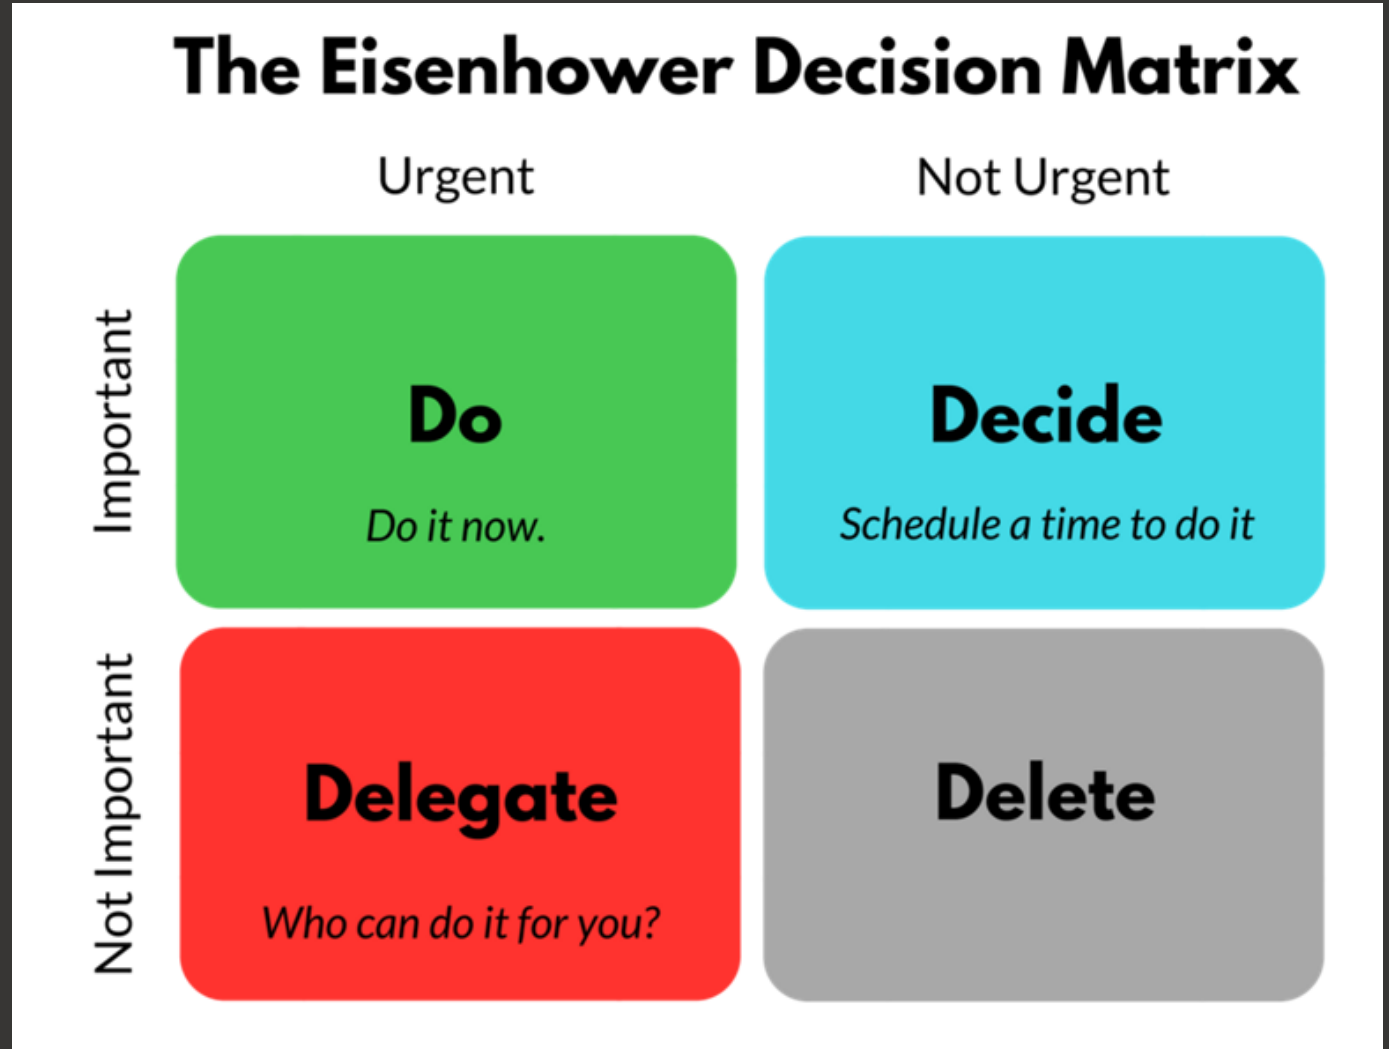 The Eisenhower Decision Matrix
Urgent
Not Urgent
Important
Do
Do it now.
Decide
Schedule a time to do it
Not Important
Delegate
Who can do it for you?
Delete